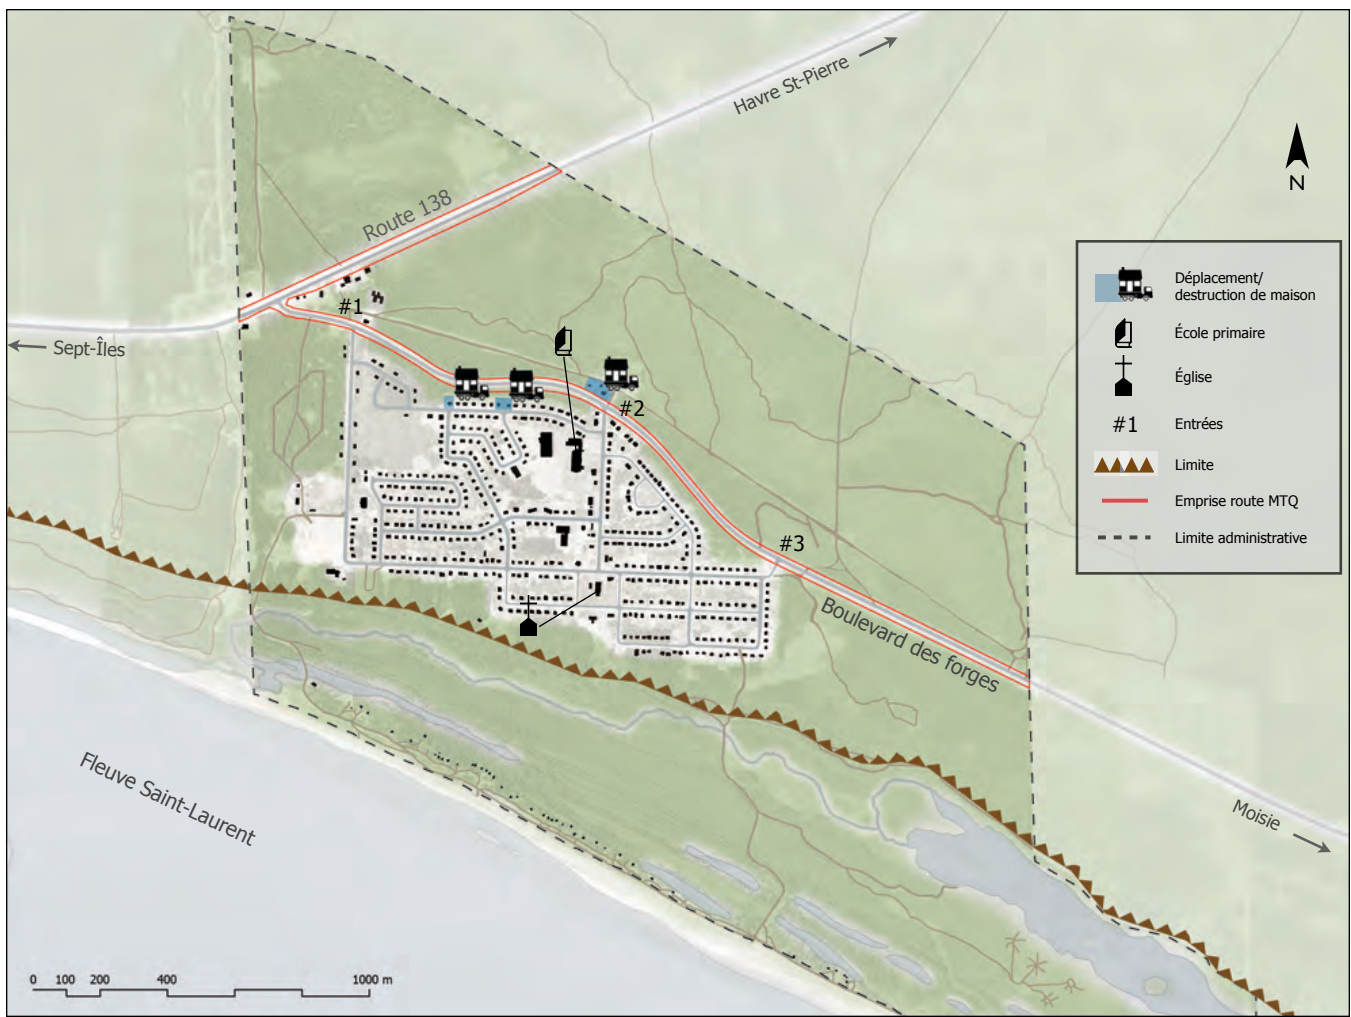 Havre St-Pierre
N
Route 138
Déplacement/
destruction de maison
École primaire
Église
#1 Entrées
Limite
Emprise route MTQ
Limite administrative
#1
Sept-Îles
#2
#3
Boulevard des forges
Fleuve Saint-Laurent
Moisie
0 100 200 400 1000 m